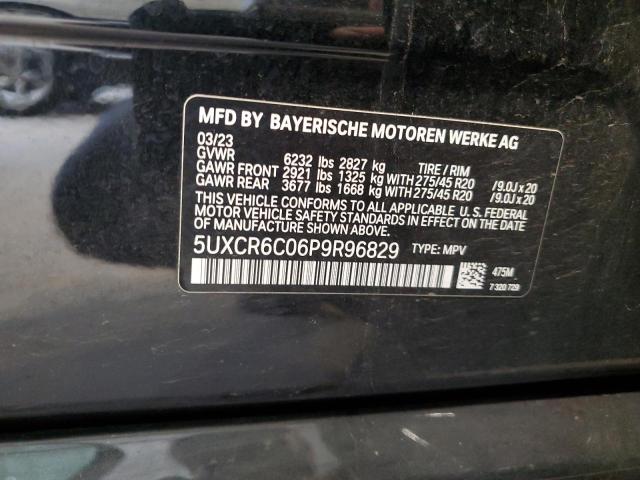 MFD BY BAYERISCHE MOTOREN WERKE AG
03/23
GVWR 6232 lbs 2827 kg TIRE / RIM
GAWR FRONT 2921 lbs 1325 kg WITH 275/45 R20 /9.0J x 20
GAWR REAR 3677 lbs 1668 kg WITH 275/45 R20 /9.0J x 20
THIS VEHICLE CONFORMS TO ALL APPLICABLE U. S. FEDERAL
MOTOR VEHICLE SAFETY STANDARDS IN EFFECT ON THE DATE
OF MANUFACTURE SHOWN ABOVE.
5UXCR6C06P9R96829 TYPE: MPV
475M
7 320 729